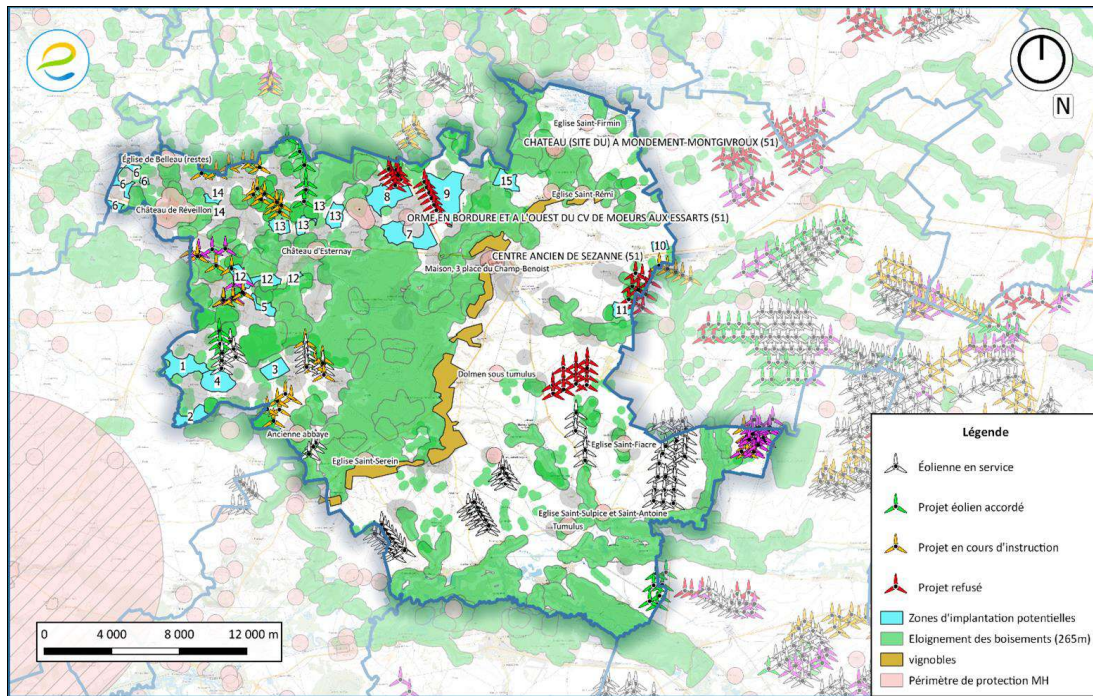 Eglise Saint-Firmin
CHATEAU (SITE DU) A MONDEMENT-MONTGIVROUX (51)
Eglise de Belleau (restes)
6
6
6
6
14
14
Château de Réveillon
13
13
13
13
8
9
15
Eglise Saint-Rémi
ORME EN BORDURE ET A L'OUEST DU CV DE MOEURS AUX ESSARTS (51)
7
10
Château d'Esternay
CENTRE ANCIEN DE SEZANNE (51)
Maison, 3 place du Champ-Benoist
12
12
12
5
11
1
4
3
2
Dolmen sous tumulus
Ancienne abbaye
Eglise Saint-Fiacre
Eglise Saint-Serein
Eglise Saint-Sulpice et Saint-Antoine
Tumulus
N
0 4 000 8 000 12 000 m
Légende
Éolienne en service
Projet éolien accordé
Projet en cours d'instruction
Projet refusé
Zones d'implantation potentielles
Eloignement des boisements (265m)
vignobles
Périmètre de protection MH